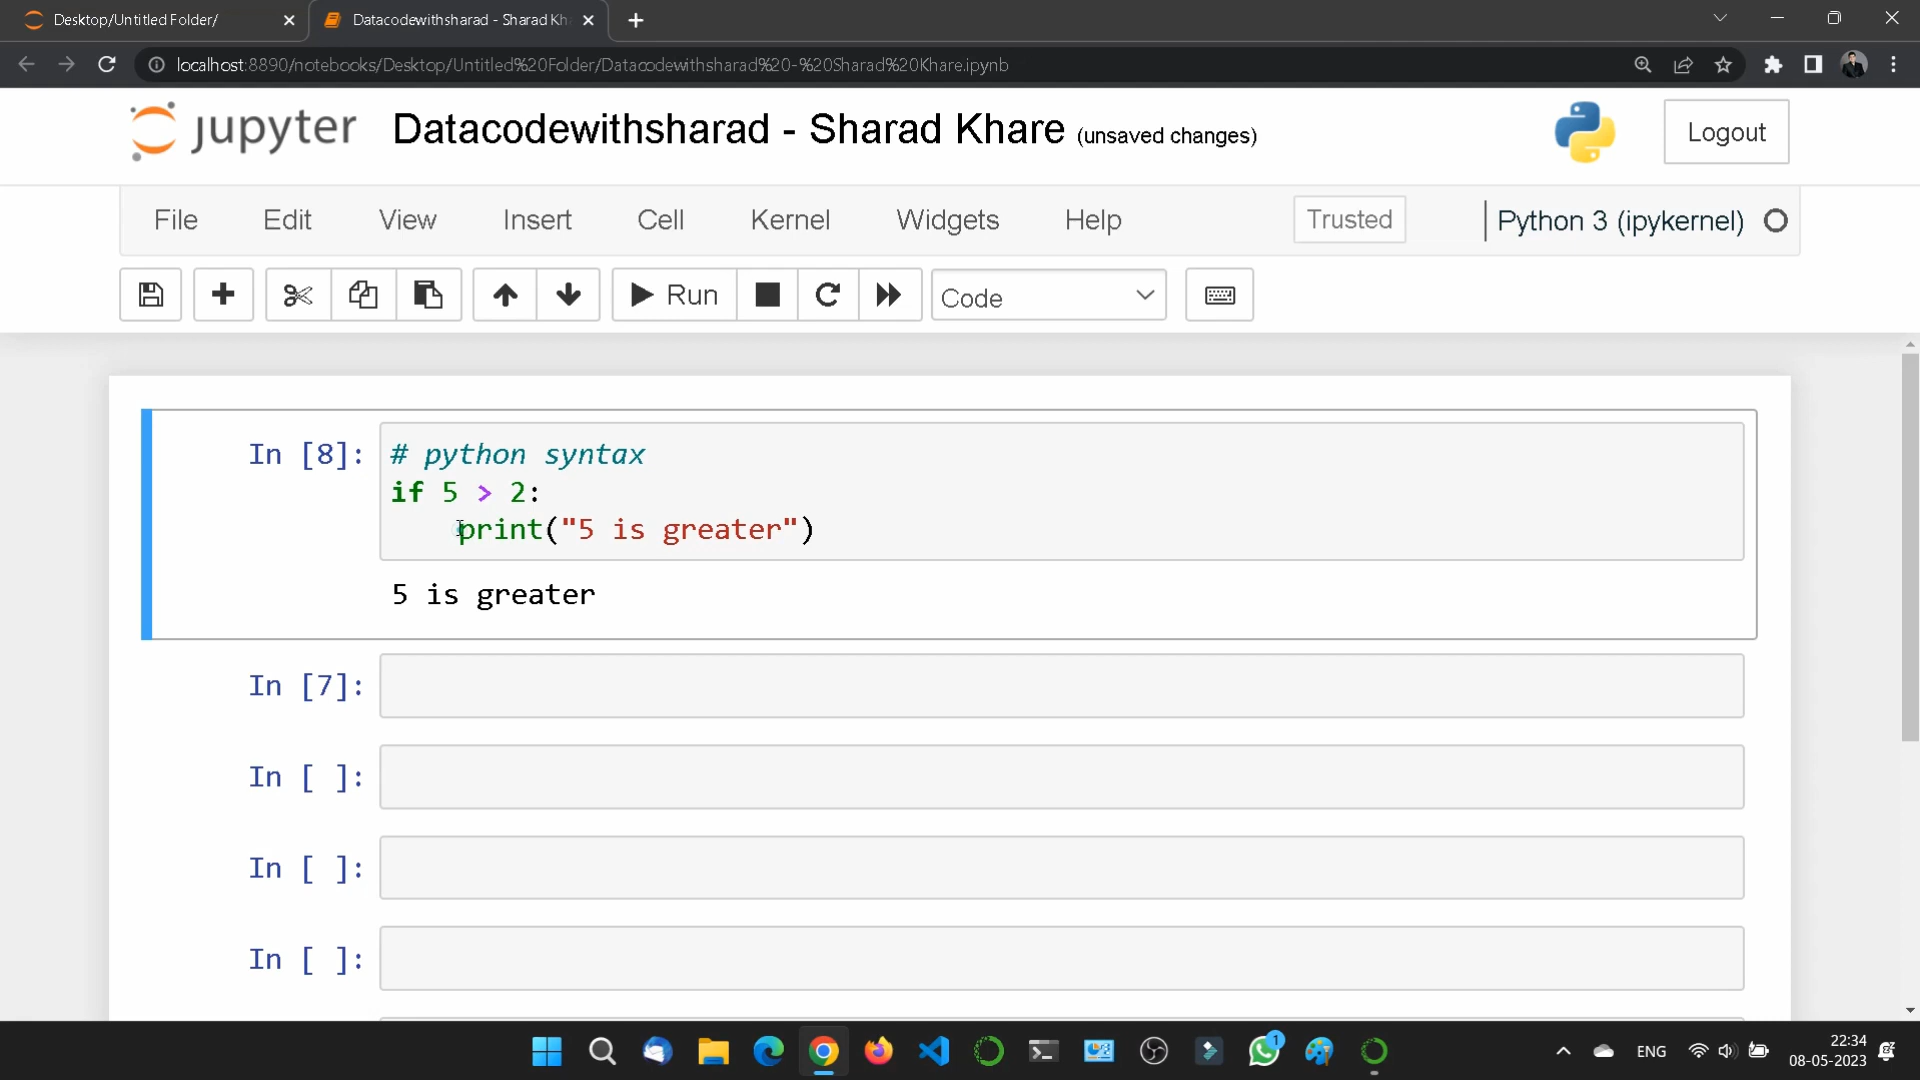 Desktop/Untitled Folder/
Datacodewithsharad - Sharad Kh
localhost:8890/notebooks/Desktop/Untitled%20Folder/Datacodewithsharad%20-%20Sharad%20Khare.ipynb
jupyter Datacodewithsharad - Sharad Khare (unsaved changes) Logout
File Edit View Insert Cell Kernel Widgets Help Trusted Python 3 (ipykernel)
Run Code
In [8]: # python syntax
if 5 > 2:
print("5 is greater")
5 is greater
In [7]:
In [ ]:
In [ ]:
In [ ]:
1 ENG 22:34
08-05-2023